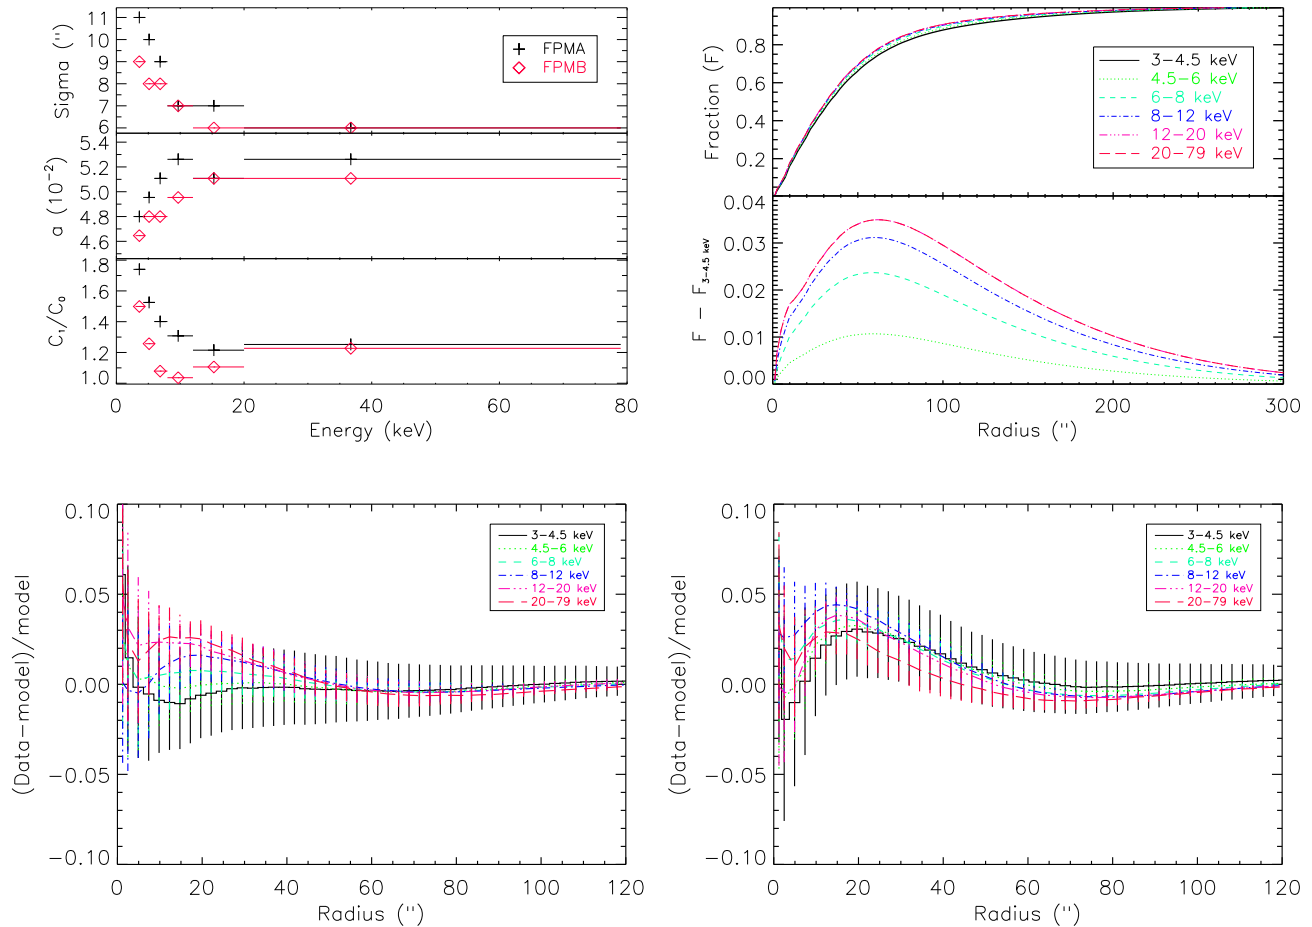 11
10
9
8
7
6
Sigma (")
FPMA
FPMB
5.4
5.2
5.0
4.8
4.6
a (10⁻²)
1.8
1.6
1.4
1.2
1.0
C₁/C₀
0 20 40 60 80
Energy (keV)
0.8
0.6
0.4
0.2
Fraction (F)
3−4.5 keV
4.5−6 keV
6−8 keV
8−12 keV
12−20 keV
20−79 keV
0.04
0.03
0.02
0.01
0.00
F − F₃₋₄.₅ keV
0 100 200 300
Radius (")
0.10
0.05
0.00
−0.05
−0.10
(Data−model)/model
3−4.5 keV
4.5−6 keV
6−8 keV
8−12 keV
12−20 keV
20−79 keV
0 20 40 60 80 100 120
Radius (")
0.10
0.05
0.00
−0.05
−0.10
(Data−model)/model
3−4.5 keV
4.5−6 keV
6−8 keV
8−12 keV
12−20 keV
20−79 keV
0 20 40 60 80 100 120
Radius (")